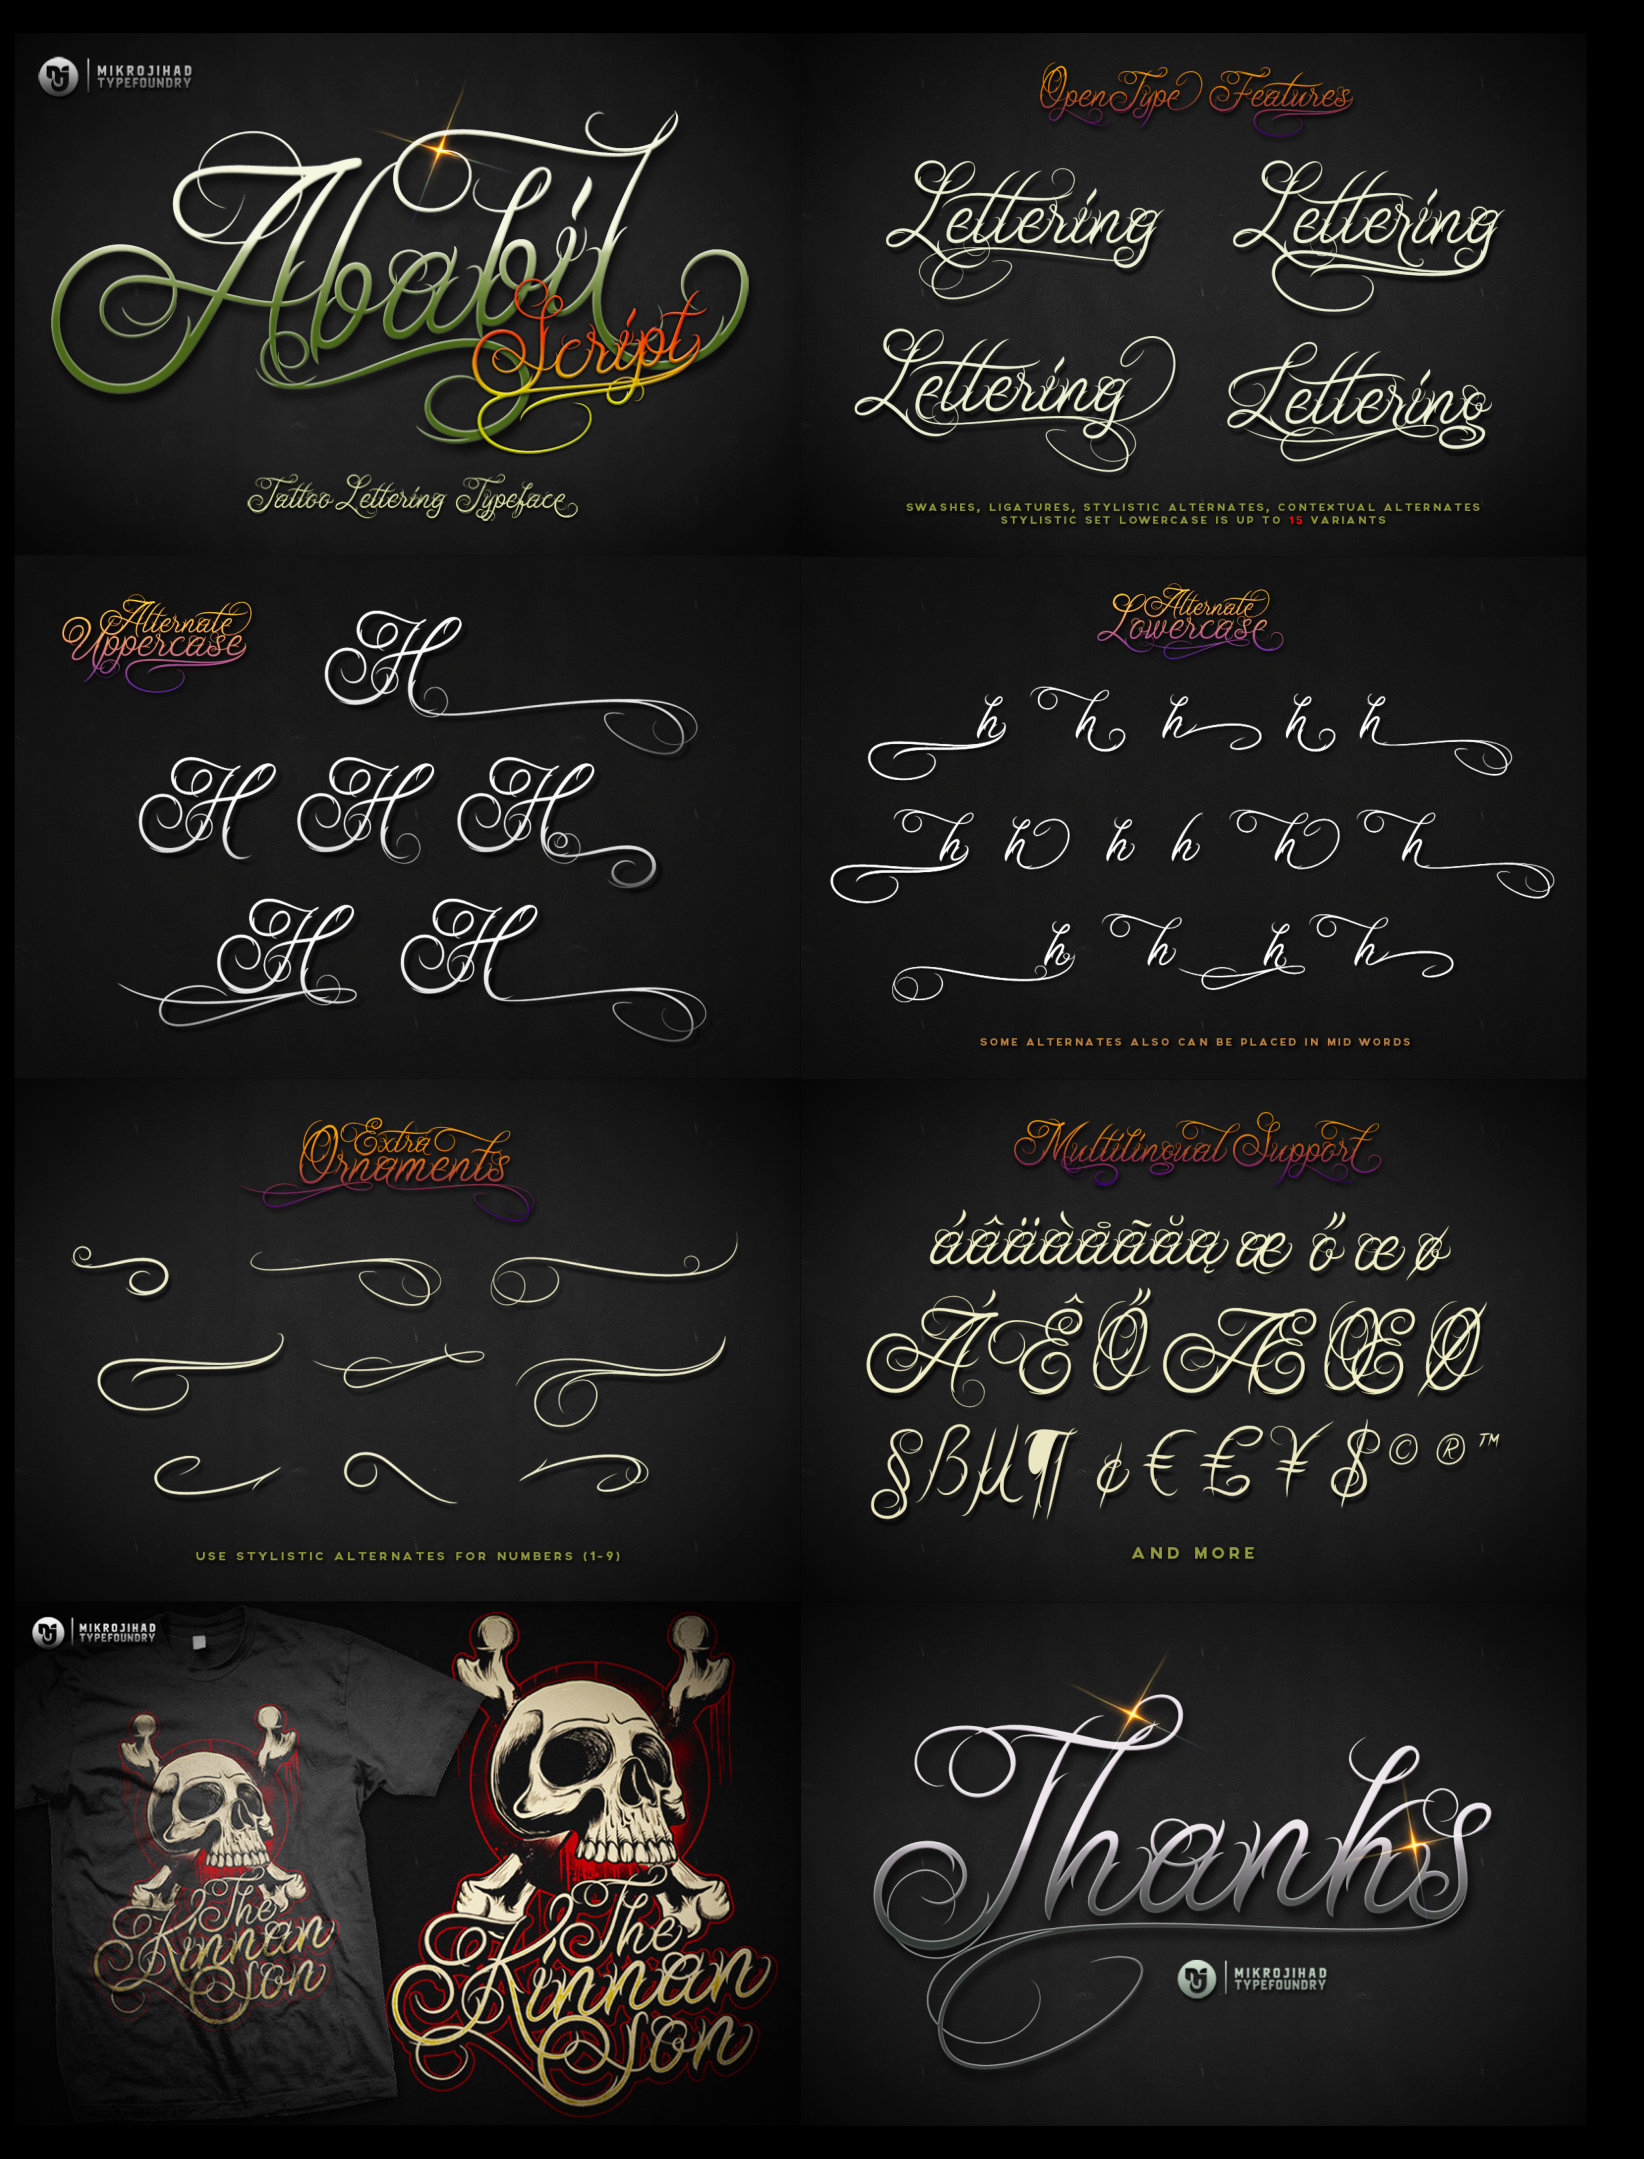 MIKROJIHAD
TYPEFOUNDRY
Ababil
Script
Tattoo Lettering Typeface
OpenType Features
Lettering
Lettering
Lettering
Lettering
SWASHES, LIGATURES, STYLISTIC ALTERNATES, CONTEXTUAL ALTERNATES
STYLISTIC SET LOWERCASE IS UP TO 15 VARIANTS
Alternate
Uppercase
H
H H H
H H
Alternate
Lowercase
h h h h h
h h h h h h
h h h h
SOME ALTERNATES ALSO CAN BE PLACED IN MID WORDS
Extra
Ornaments
USE STYLISTIC ALTERNATES FOR NUMBERS (1-9)
Multilingual Support
áâäàåãăą æ ő œ ø
Á Ê Ő Æ Œ Ø
§ ß µ ¶ ¢ € £ ¥ $ © ® ™
AND MORE
MIKROJIHAD
TYPEFOUNDRY
The
Kinnan
Son
The
Kinnan
Son
Thanks
MIKROJIHAD
TYPEFOUNDRY